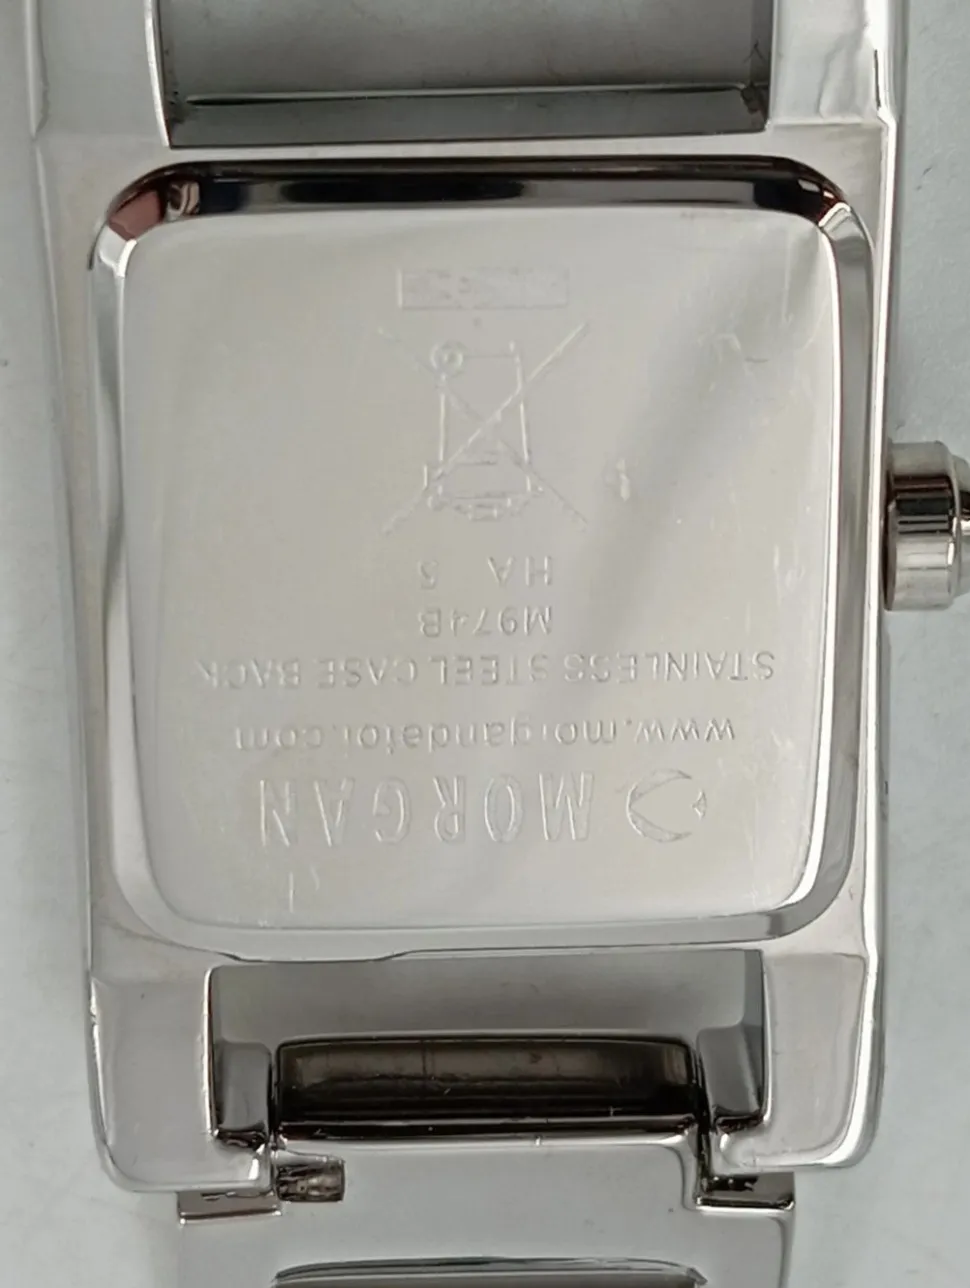 MORGAN
www.morgandetoi.com
STAINLESS STEEL CASE BACK
M974B
HA 5